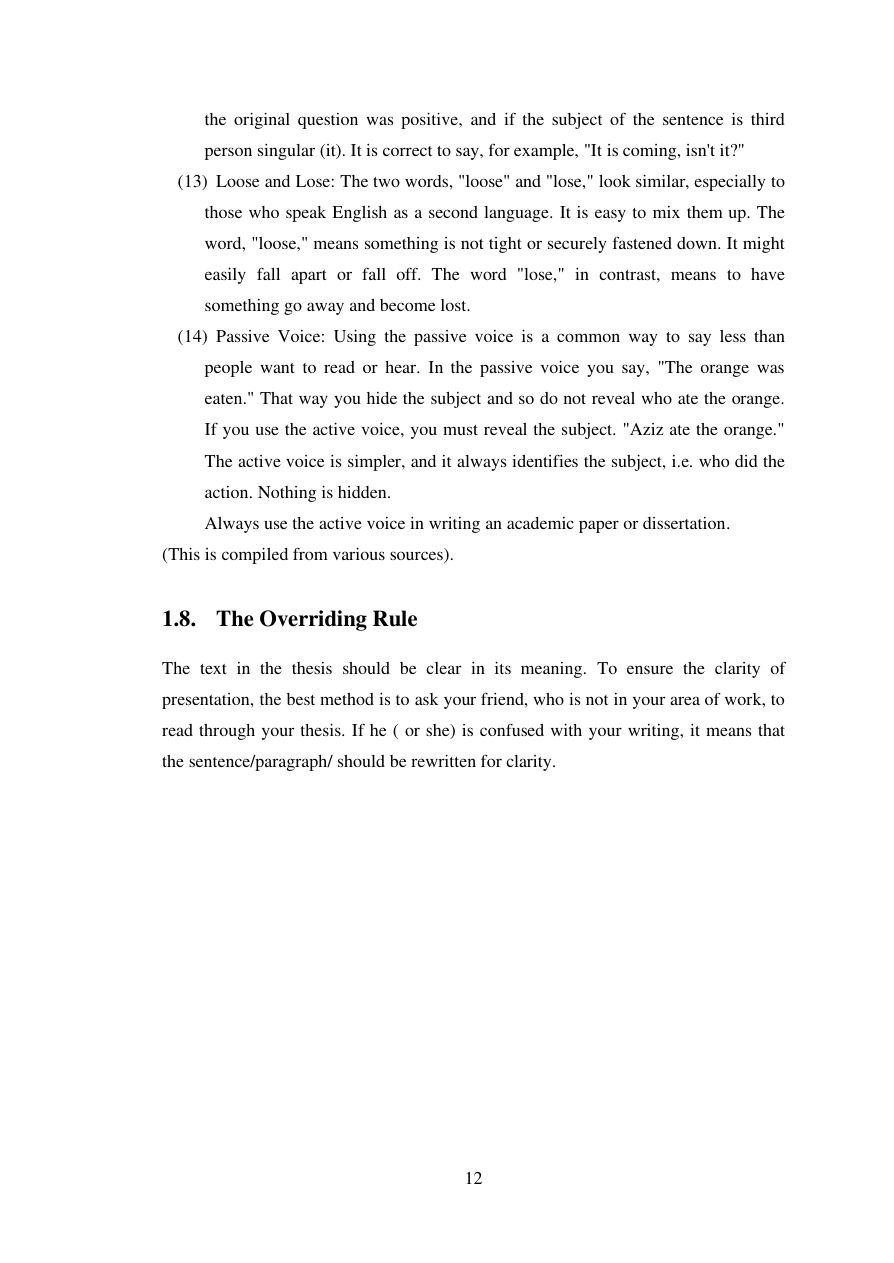 the original question was positive, and if the subject of the sentence is third
person singular (it). It is correct to say, for example, "It is coming, isn't it?"
(13) Loose and Lose: The two words, "loose" and "lose," look similar, especially to
those who speak English as a second language. It is easy to mix them up. The
word, "loose," means something is not tight or securely fastened down. It might
easily fall apart or fall off. The word "lose," in contrast, means to have
something go away and become lost.
(14) Passive Voice: Using the passive voice is a common way to say less than
people want to read or hear. In the passive voice you say, "The orange was
eaten." That way you hide the subject and so do not reveal who ate the orange.
If you use the active voice, you must reveal the subject. "Aziz ate the orange."
The active voice is simpler, and it always identifies the subject, i.e. who did the
action. Nothing is hidden.
Always use the active voice in writing an academic paper or dissertation.
(This is compiled from various sources).
1.8. The Overriding Rule
The text in the thesis should be clear in its meaning. To ensure the clarity of
presentation, the best method is to ask your friend, who is not in your area of work, to
read through your thesis. If he ( or she) is confused with your writing, it means that
the sentence/paragraph/ should be rewritten for clarity.
12